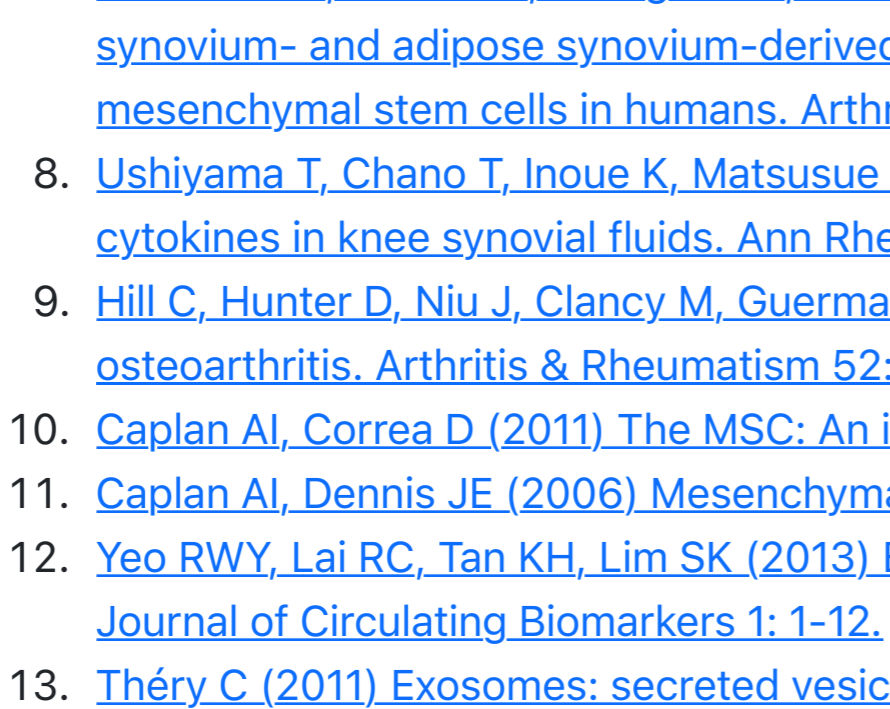 synovium- and adipose synovium-derived
mesenchymal stem cells in humans. Arthr
8. Ushiyama T, Chano T, Inoue K, Matsusue
cytokines in knee synovial fluids. Ann Rhe
9. Hill C, Hunter D, Niu J, Clancy M, Guerma
osteoarthritis. Arthritis & Rheumatism 52:
10. Caplan AI, Correa D (2011) The MSC: An i
11. Caplan AI, Dennis JE (2006) Mesenchyma
12. Yeo RWY, Lai RC, Tan KH, Lim SK (2013) E
Journal of Circulating Biomarkers 1: 1-12.
13. Théry C (2011) Exosomes: secreted vesic